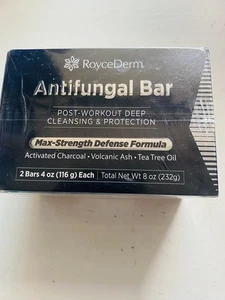 RoyceDerm
Antifungal Bar
POST-WORKOUT DEEP
CLEANSING & PROTECTION
Max-Strength Defense Formula
Activated Charcoal • Volcanic Ash • Tea Tree Oil
2 Bars 4 oz (116 g) Each Total Net Wt 8 oz (232g)